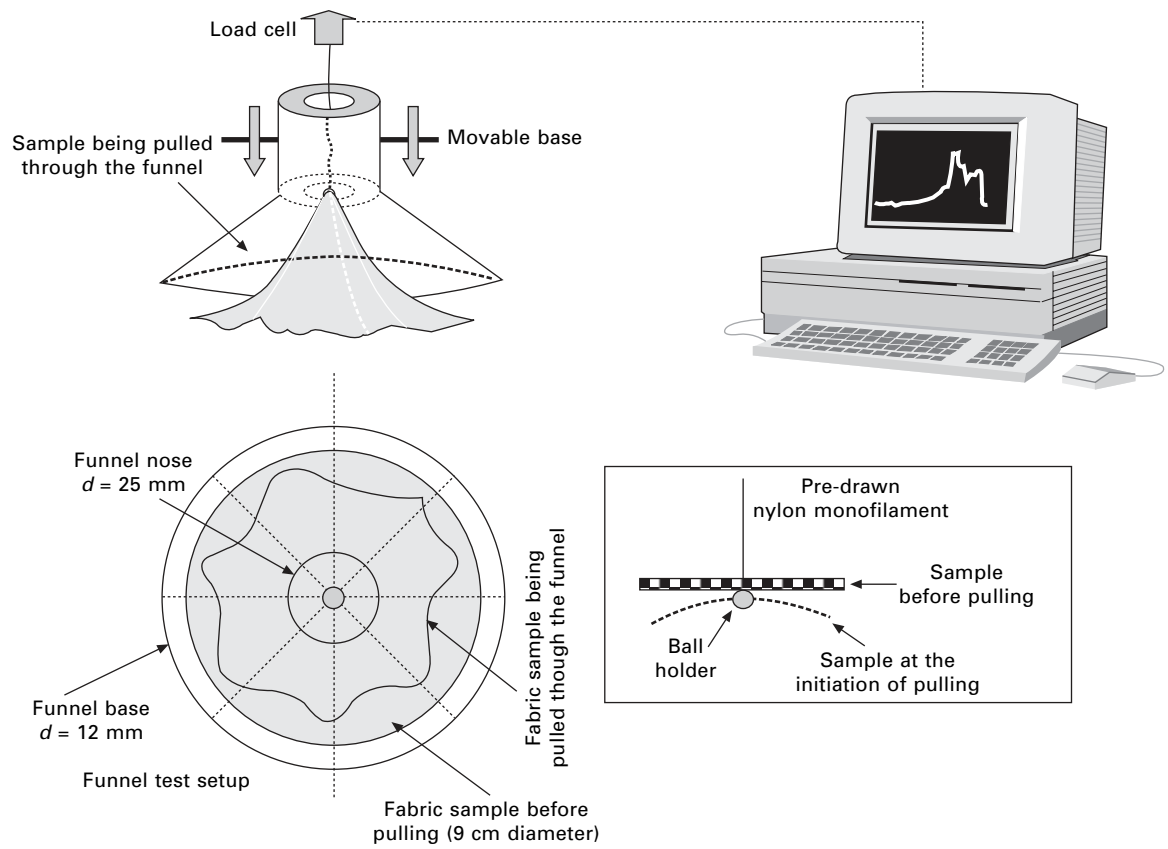 Load cell
Sample being pulled
through the funnel
Movable base
Funnel nose
d = 25 mm
Fabric sample being
pulled though the funnel
Funnel base
d = 12 mm
Funnel test setup
Fabric sample before
pulling (9 cm diameter)
Pre-drawn
nylon monofilament
Sample
before pulling
Ball
holder
Sample at the
initiation of pulling